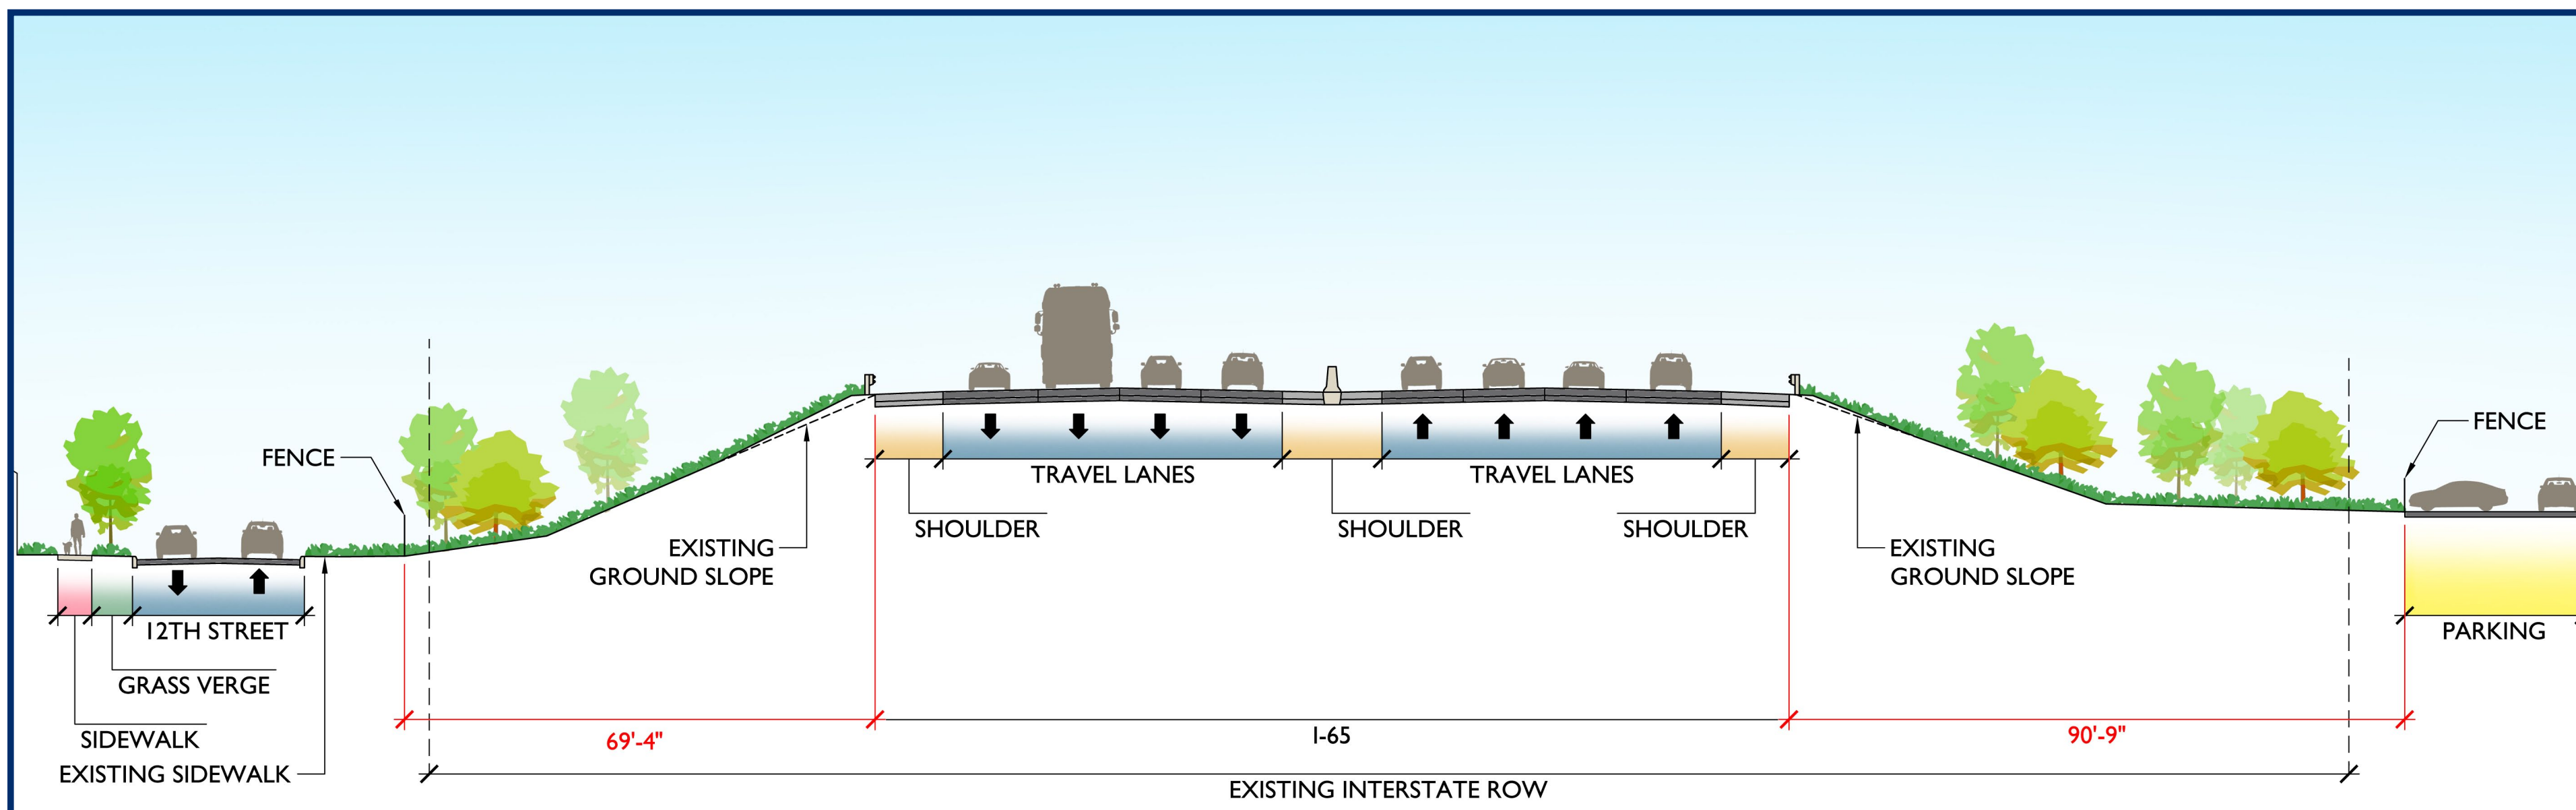 FENCE
TRAVEL LANES
TRAVEL LANES
FENCE
SHOULDER
SHOULDER
SHOULDER
EXISTING
GROUND SLOPE
EXISTING
GROUND SLOPE
12TH STREET
PARKING
GRASS VERGE
SIDEWALK
69'-4"
I-65
90'-9"
EXISTING SIDEWALK
EXISTING INTERSTATE ROW